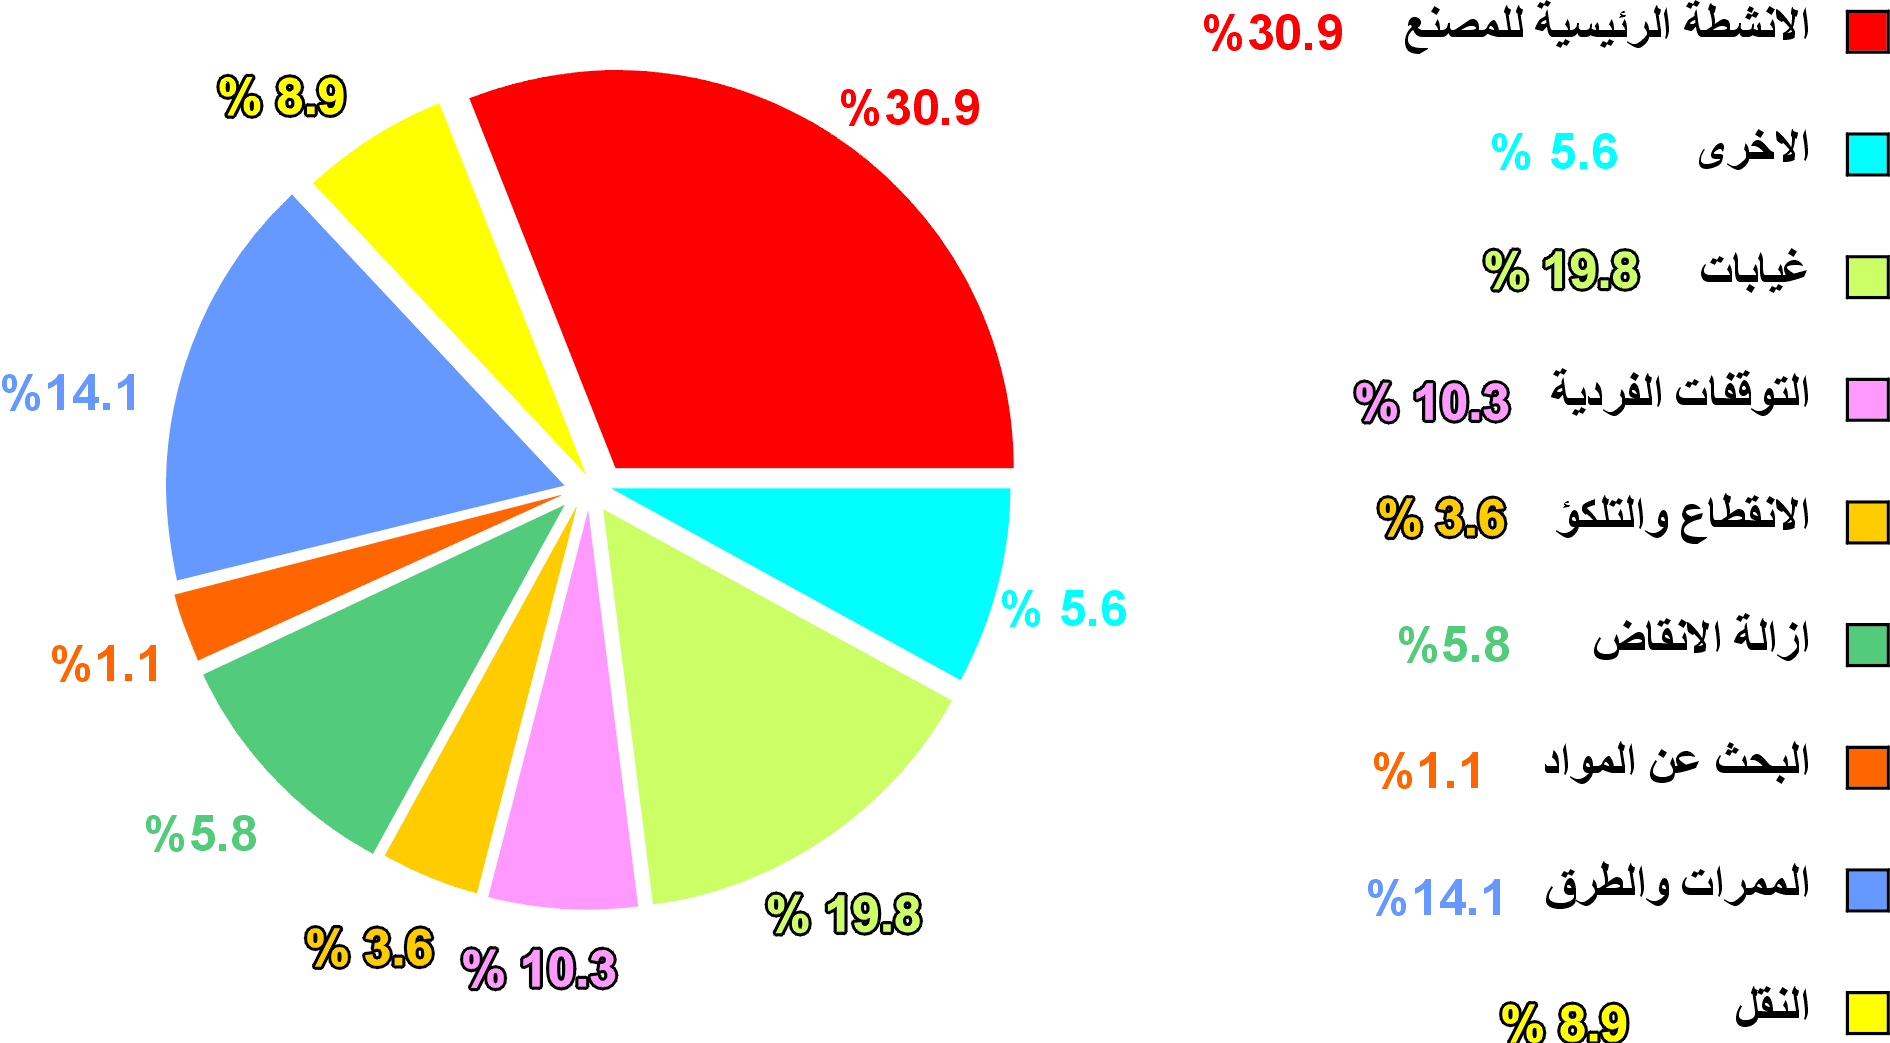 الانشطة الرئيسية للمصنع %30.9
الاخرى % 5.6
غيابات % 19.8
التوقفات الفردية % 10.3
الانقطاع والتلكؤ % 3.6
ازالة الانقاض %5.8
البحث عن المواد %1.1
الممرات والطرق %14.1
النقل % 8.9
%30.9
% 5.6
% 19.8
% 10.3
% 3.6
%5.8
%1.1
%14.1
% 8.9